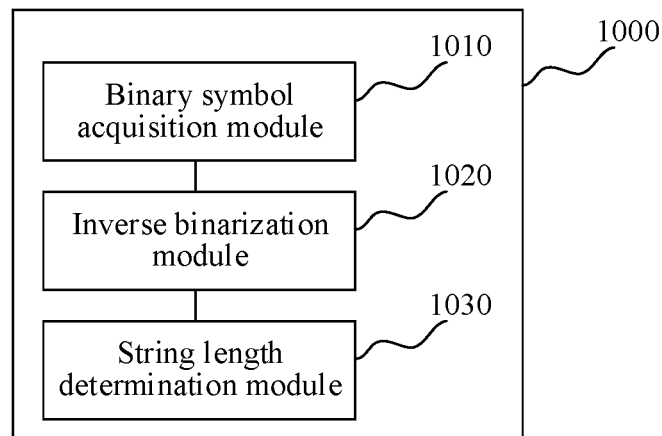 1010
1000
Binary symbol
acquisition module
1020
Inverse binarization
module
1030
String length
determination module